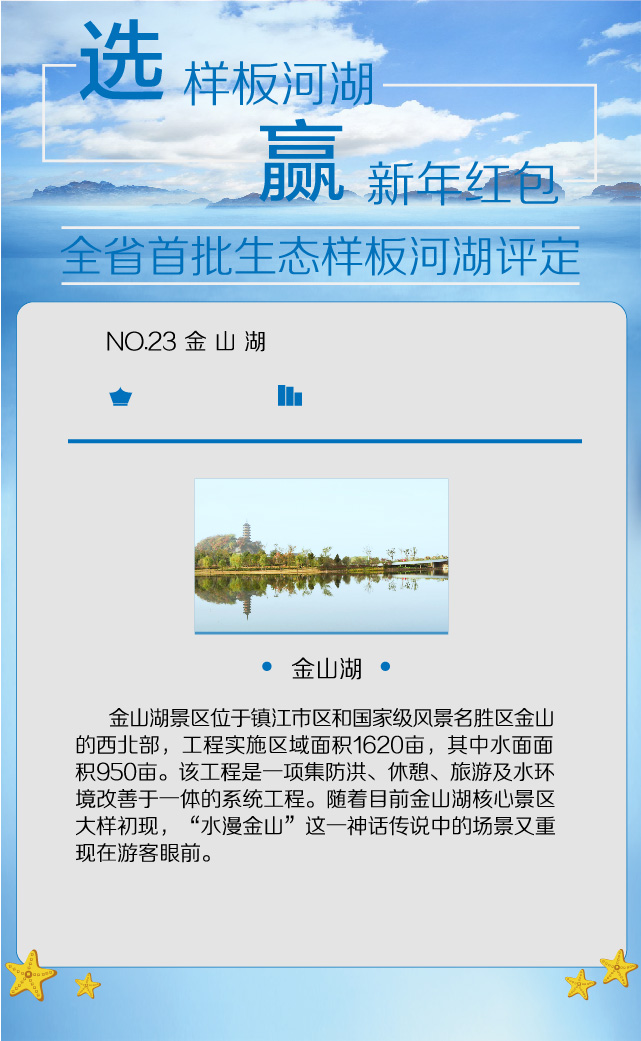 选
样板河湖
赢
新年红包
全省首批生态样板河湖评定
NO.23 金 山 湖
金山湖
金山湖景区位于镇江市区和国家级风景名胜区金山
的西北部，工程实施区域面积1620亩，其中水面面
积950亩。该工程是一项集防洪、休憩、旅游及水环
境改善于一体的系统工程。随着目前金山湖核心景区
大样初现，“水漫金山”这一神话传说中的场景又重
现在游客眼前。